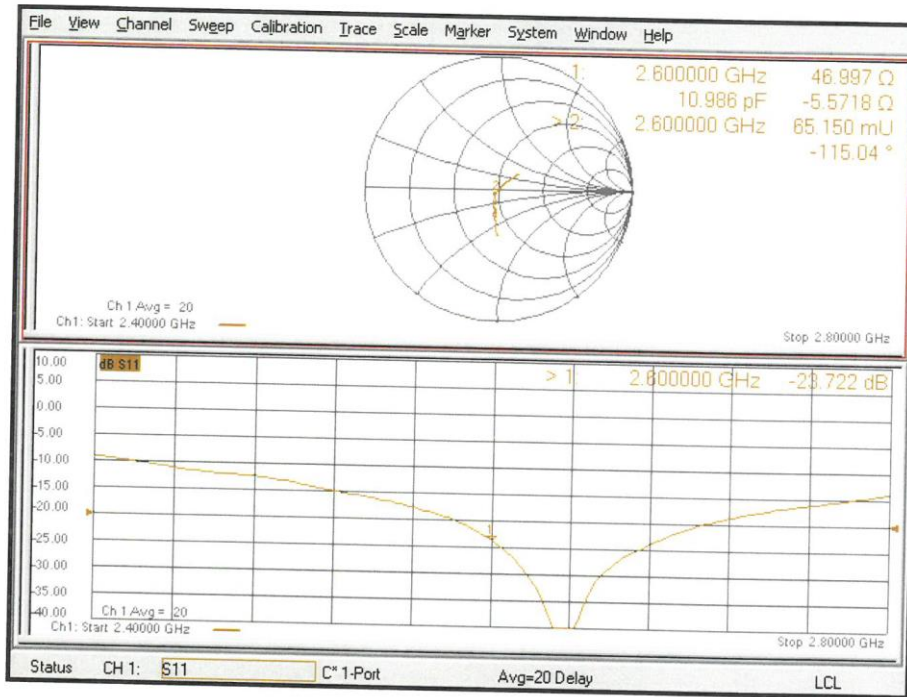 File View Channel Sweep Calibration Trace Scale Marker System Window Help
1: 2.600000 GHz 46.997 Ω
10.986 pF -5.5718 Ω
> 2: 2.600000 GHz 65.150 mU
-115.04 °
2
Ch 1 Avg = 20
Ch1: Start 2.40000 GHz
Stop 2.80000 GHz
10.00 dB S11
> 1: 2.600000 GHz -23.722 dB
5.00
0.00
-5.00
-10.00
-15.00
-20.00
-25.00
1
-30.00
-35.00
-40.00
Ch 1 Avg = 20
Ch1: Start 2.40000 GHz
Stop 2.80000 GHz
Status CH 1: S11 C* 1-Port Avg=20 Delay LCL